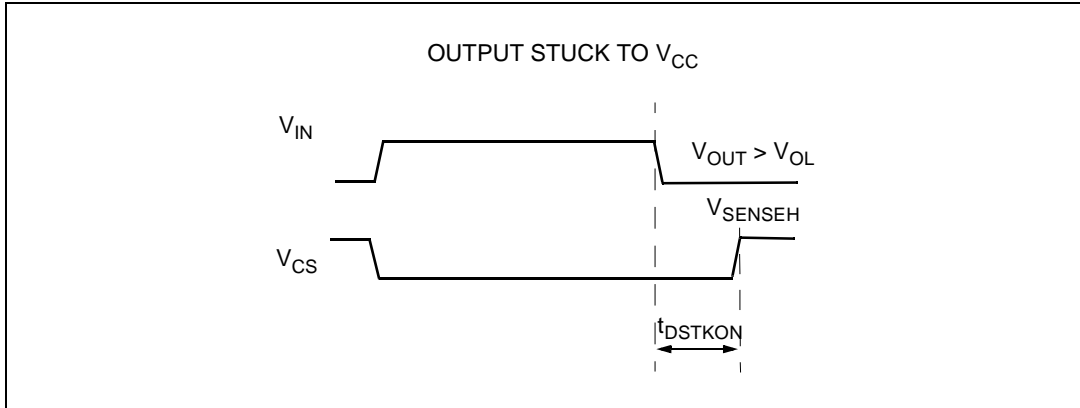 OUTPUT STUCK TO V_CC
V_IN
V_OUT > V_OL
V_SENSEH
V_CS
t_DSTKON